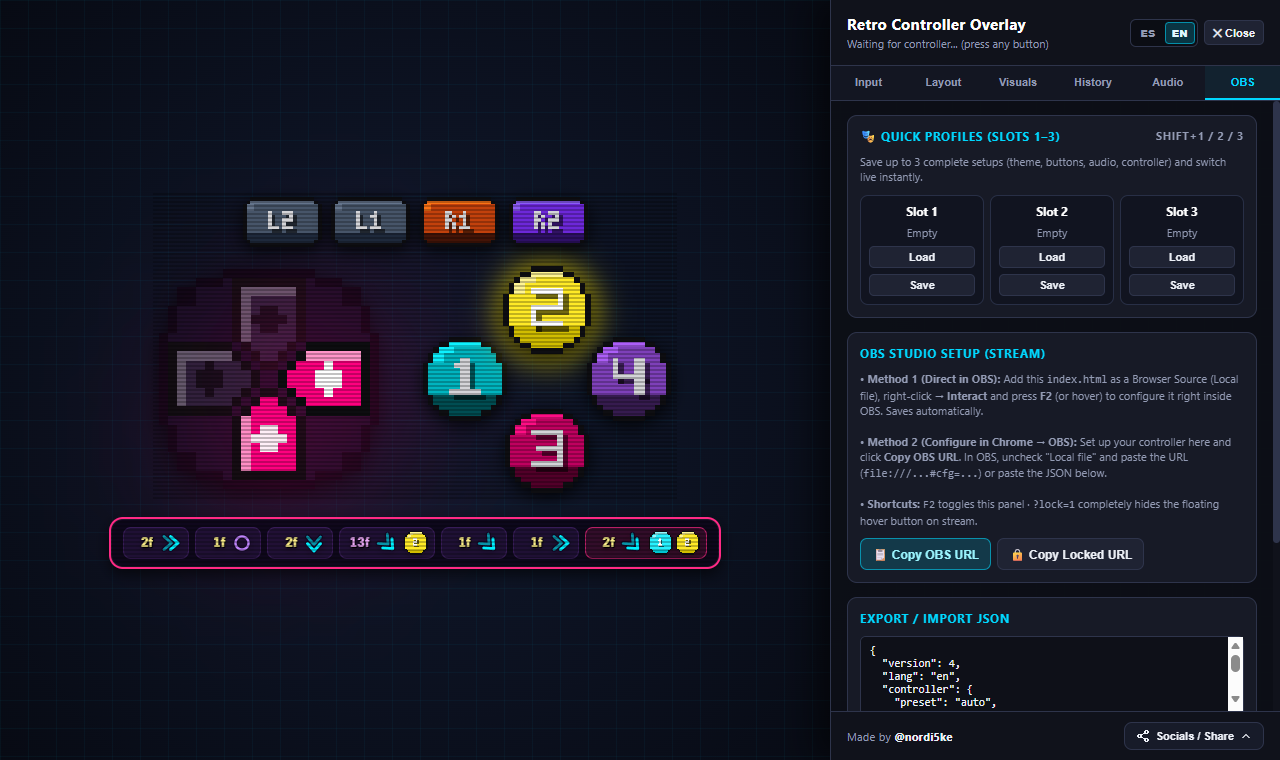 L2 L1 R1 R2
2
1
4
3
2f 1f 2f 13f 2 1f 1f 2f 1 2
Retro Controller Overlay
Waiting for controller... (press any button)
ES EN ✕ Close
Input Layout Visuals History Audio OBS
🎭 QUICK PROFILES (SLOTS 1–3) SHIFT+1 / 2 / 3
Save up to 3 complete setups (theme, buttons, audio, controller) and switch
live instantly.
Slot 1 Slot 2 Slot 3
Empty Empty Empty
Load Load Load
Save Save Save
OBS STUDIO SETUP (STREAM)
• Method 1 (Direct in OBS): Add this index.html as a Browser Source (Local
file), right-click → Interact and press F2 (or hover) to configure it right inside
OBS. Saves automatically.
• Method 2 (Configure in Chrome → OBS): Set up your controller here and
click Copy OBS URL. In OBS, uncheck "Local file" and paste the URL
(file:///...#cfg=...) or paste the JSON below.
• Shortcuts: F2 toggles this panel · ?lock=1 completely hides the floating
hover button on stream.
📋 Copy OBS URL 🔒 Copy Locked URL
EXPORT / IMPORT JSON
{
"version": 4,
"lang": "en",
"controller": {
"preset": "auto",
Made by @nordi5ke
Socials / Share